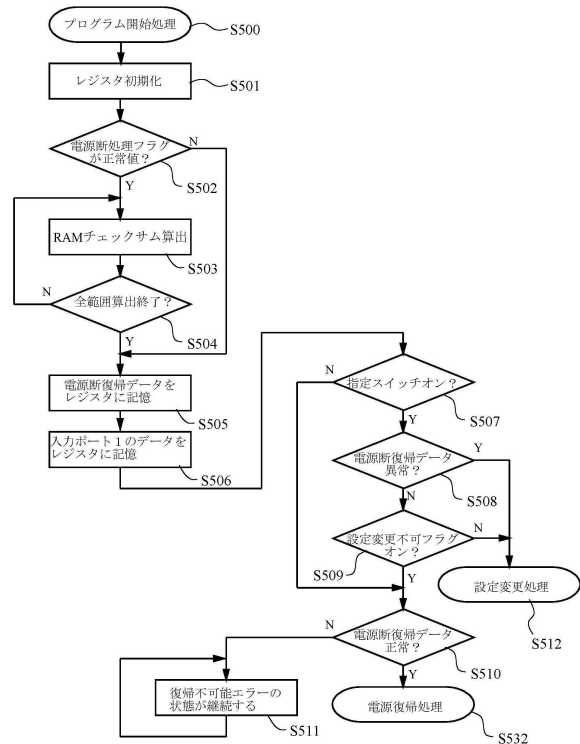 プログラム開始処理
S500
レジスタ初期化
S501
電源断処理フラグ
が正常値？
N
S502
Y
RAMチェックサム算出
S503
N
全範囲算出終了？
S504
Y
電源断復帰データを
レジスタに記憶
S505
入力ポート１のデータを
レジスタに記憶
S506
N
指定スイッチオン？
S507
Y
電源断復帰データ
異常？
Y
S508
N
設定変更不可フラグ
オン？
N
S509
Y
設定変更処理
S512
N
電源断復帰データ
正常？
S510
Y
復帰不可能エラーの
状態が継続する
S511
電源復帰処理
S532